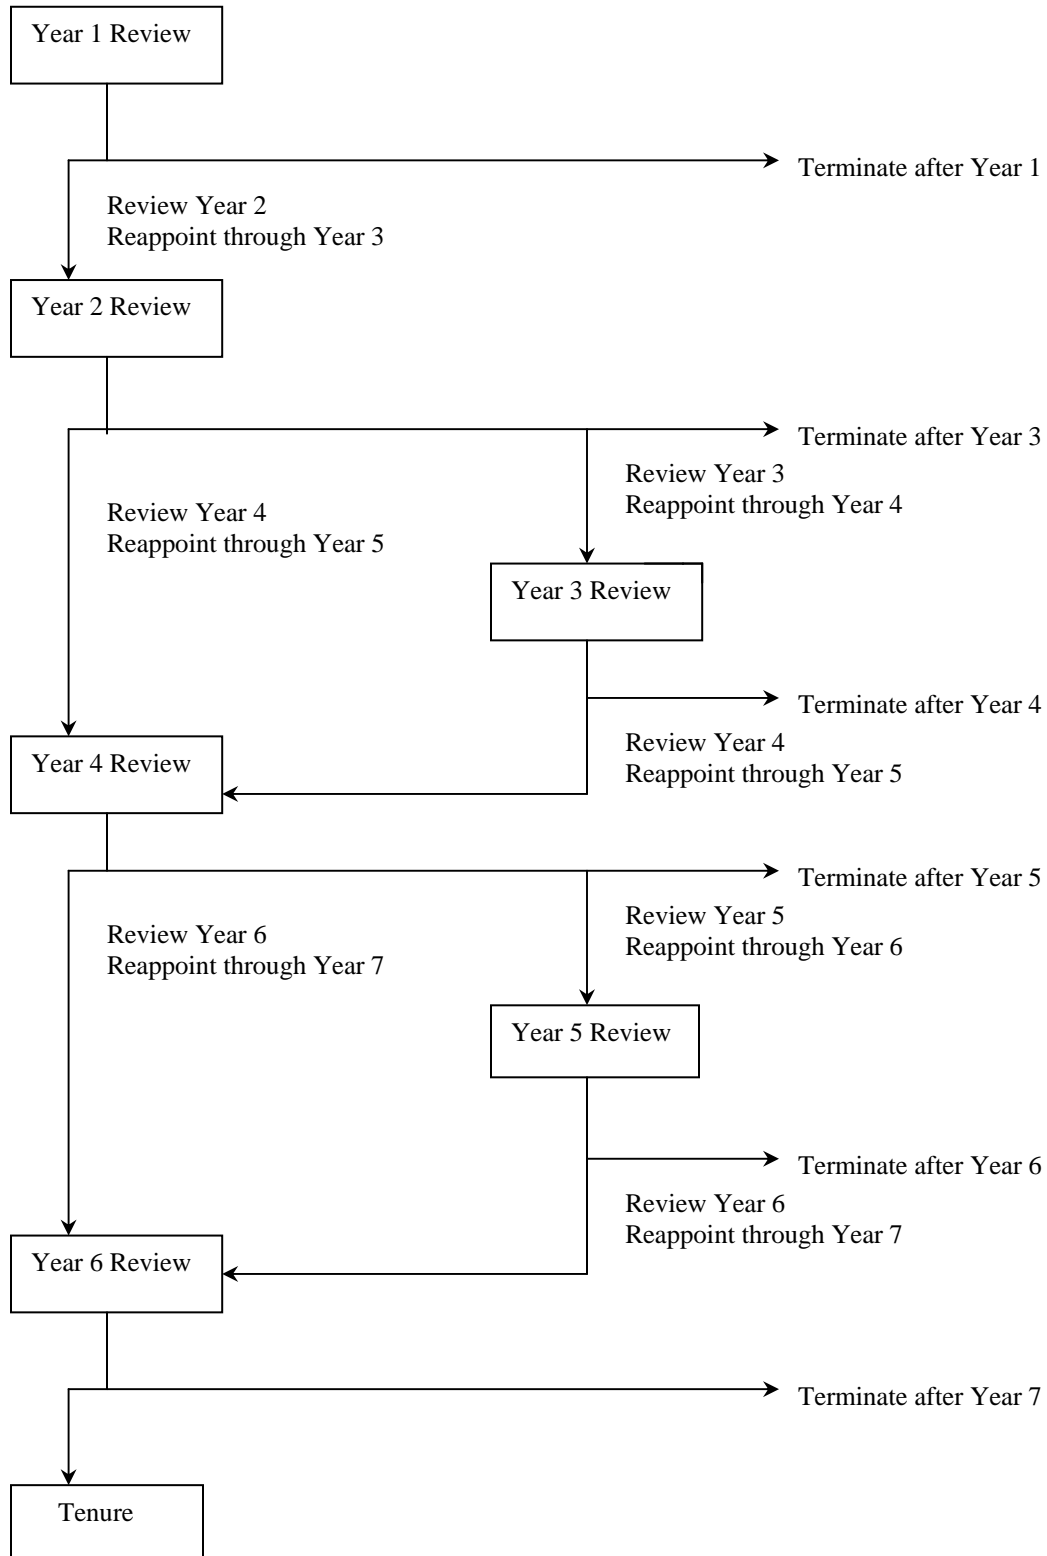 Year 1 Review
Terminate after Year 1
Review Year 2
Reappoint through Year 3
Year 2 Review
Terminate after Year 3
Review Year 3
Reappoint through Year 4
Review Year 4
Reappoint through Year 5
Year 3 Review
Terminate after Year 4
Review Year 4
Reappoint through Year 5
Year 4 Review
Terminate after Year 5
Review Year 5
Reappoint through Year 6
Review Year 6
Reappoint through Year 7
Year 5 Review
Terminate after Year 6
Review Year 6
Reappoint through Year 7
Year 6 Review
Terminate after Year 7
Tenure